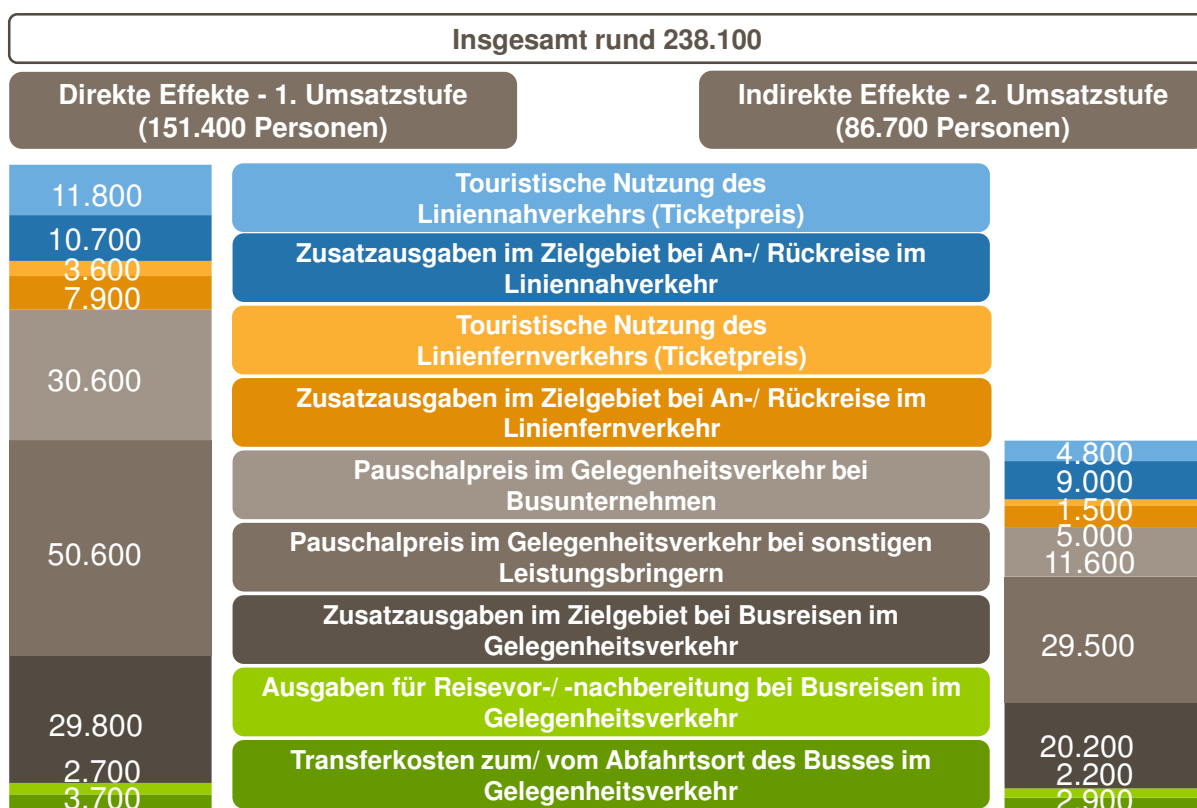 Insgesamt rund 238.100
Direkte Effekte - 1. Umsatzstufe
(151.400 Personen)
Indirekte Effekte - 2. Umsatzstufe
(86.700 Personen)
11.800
10.700
3.600
7.900
30.600
50.600
29.800
2.700
3.700
Touristische Nutzung des
Liniennahverkehrs (Ticketpreis)
Zusatzausgaben im Zielgebiet bei An-/ Rückreise im
Liniennahverkehr
Touristische Nutzung des
Linienfernverkehrs (Ticketpreis)
Zusatzausgaben im Zielgebiet bei An-/ Rückreise im
Linienfernverkehr
Pauschalpreis im Gelegenheitsverkehr bei
Busunternehmen
Pauschalpreis im Gelegenheitsverkehr bei sonstigen
Leistungsbringern
Zusatzausgaben im Zielgebiet bei Busreisen im
Gelegenheitsverkehr
Ausgaben für Reisevor-/ -nachbereitung bei Busreisen im
Gelegenheitsverkehr
Transferkosten zum/ vom Abfahrtsort des Busses im
Gelegenheitsverkehr
4.800
9.000
1.500
5.000
11.600
29.500
20.200
2.200
2.900